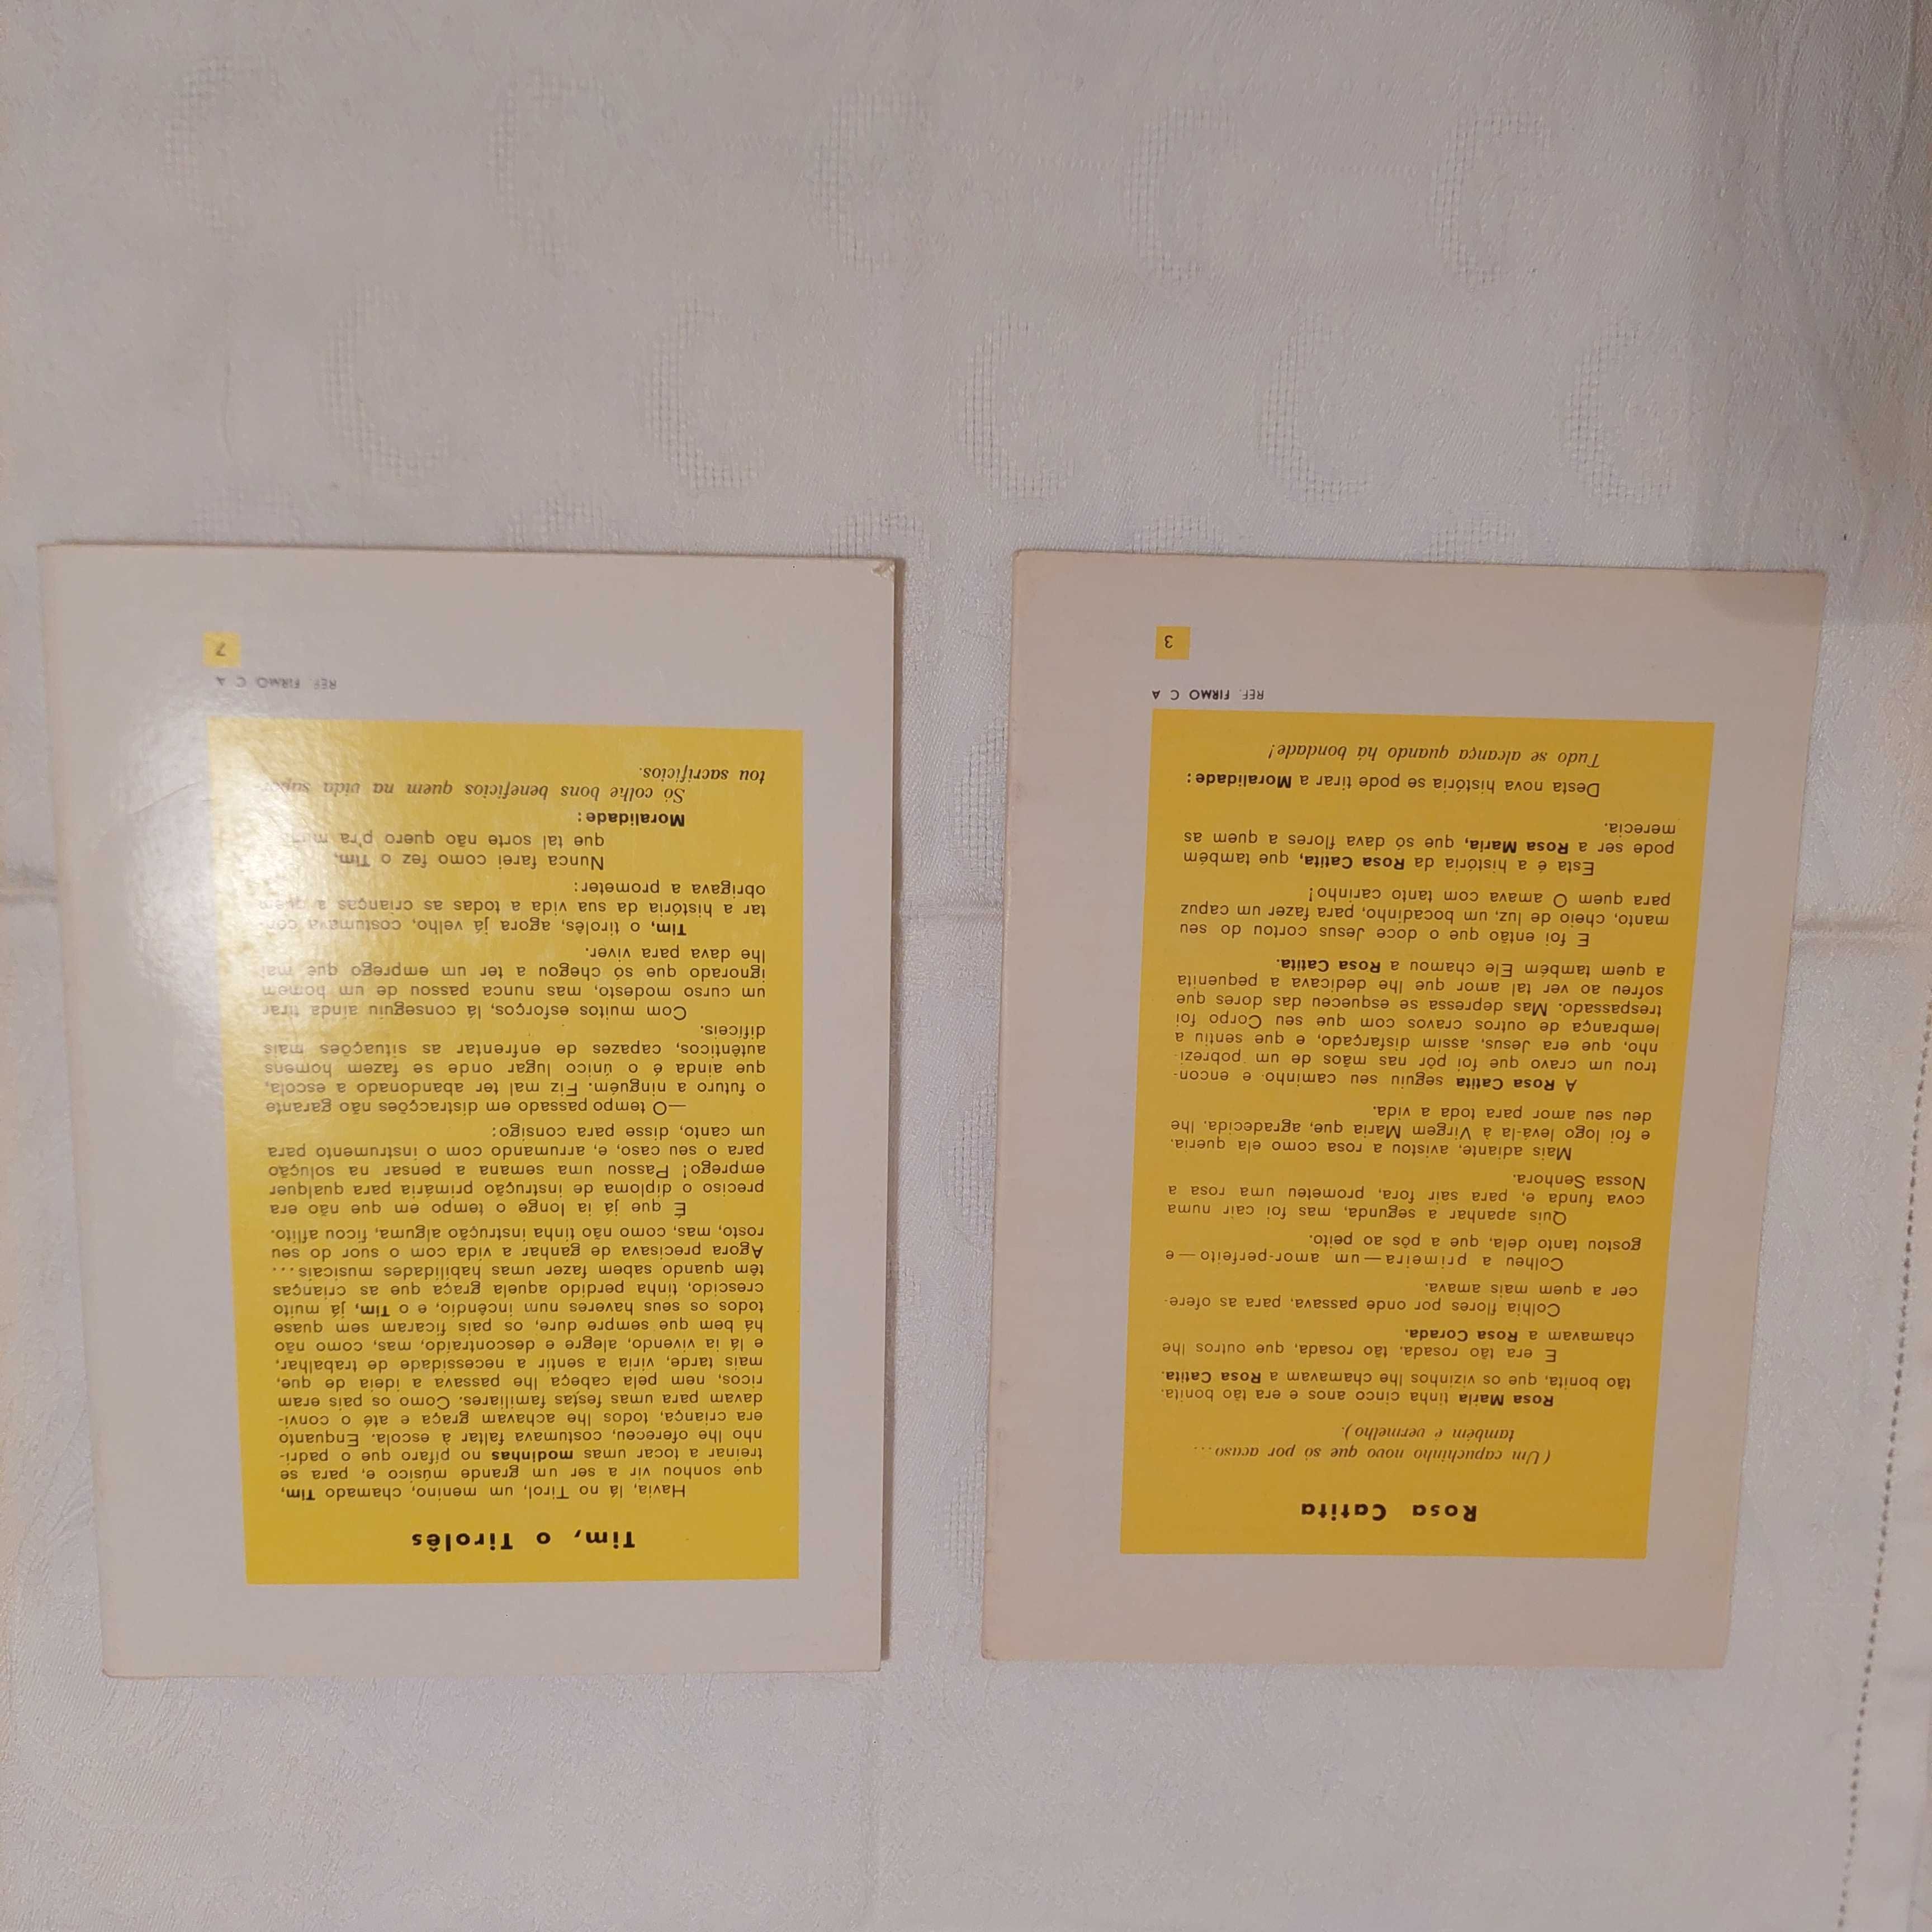 Rosa Catita
(Um capuchinho novo que só por acaso...
também é vermelho).
Rosa Maria tinha cinco anos e era tão bonita,
tão bonita, que os vizinhos lhe chamavam a Rosa Catita.
E era tão rosada, tão rosada, que outros lhe
chamavam a Rosa Corada.
Colhia flores por onde passava, para as ofere-
cer a quem mais amava.
Colheu a primeira — um amor-perfeito — e
gostou tanto dela, que a pôs ao peito.
Quis apanhar a segunda, mas foi cair numa
cova funda e, para sair fora, prometeu uma rosa a
Nossa Senhora.
Mais adiante, avistou a rosa como ela queria,
e foi logo levá-la à Virgem Maria que, agradecida, lhe
deu seu amor para toda a vida.
A Rosa Catita seguiu seu caminho e encon-
trou um cravo que foi pôr nas mãos de um pobrezi-
nho, que era Jesus, assim disfarçado, e que sentiu a
lembrança de outros cravos com que seu Corpo foi
trespassado. Mas depressa se esqueceu das dores que
sofreu ao ver tal amor que lhe dedicava a pequenita
a quem também Ele chamou a Rosa Catita.
E foi então que o doce Jesus cortou do seu
manto, cheio de luz, um bocadinho, para fazer um capuz
para quem O amava com tanto carinho!
Esta é a história da Rosa Catita, que também
pode ser a Rosa Maria, que só dava flores a quem as
merecia.
Desta nova história se pode tirar a Moralidade:
Tudo se alcança quando há bondade!
REF. FIRMO C A
3
Tim, o Tirolês
Havia, lá no Tirol, um menino, chamado Tim,
que sonhou vir a ser um grande músico e, para se
treinar a tocar umas modinhas no pífaro que o padri-
nho lhe ofereceu, costumava faltar à escola. Enquanto
era criança, todos lhe achavam graça e até o convi-
davam para umas festas familiares. Como os pais eram
ricos, nem pela cabeça lhe passava a ideia de que,
mais tarde, viria a sentir a necessidade de trabalhar,
e lá ia vivendo, alegre e descontraído, mas, como não
há bem que sempre dure, os pais ficaram sem quase
todos os seus haveres num incêndio, e o Tim, já muito
crescido, tinha perdido aquela graça que as crianças
têm quando sabem fazer umas habilidades musicais...
Agora precisava de ganhar a vida com o suor do seu
rosto, mas, como não tinha instrução alguma, ficou aflito.
É que já ia longe o tempo em que não era
preciso o diploma de instrução primária para qualquer
emprego! Passou uma semana a pensar na solução
para o seu caso, e, arrumando com o instrumento para
um canto, disse para consigo:
—O tempo passado em distracções não garante
o futuro a ninguém. Fiz mal ter abandonado a escola,
que ainda é o único lugar onde se fazem homens
autênticos, capazes de enfrentar as situações mais
difíceis.
Com muitos esforços, lá conseguiu ainda tirar
um curso modesto, mas nunca passou de um homem
ignorado que só chegou a ter um emprego que mal
lhe dava para viver.
Tim, o tirolês, agora já velho, costumava con-
tar a história da sua vida a todas as crianças a quem
obrigava a prometer:
Nunca farei como fez o Tim,
que tal sorte não quero p'ra
Moralidade:
Só colhe bons benefícios quem na vida supor-
tou sacrifícios.
REF. FIRMO C A
7